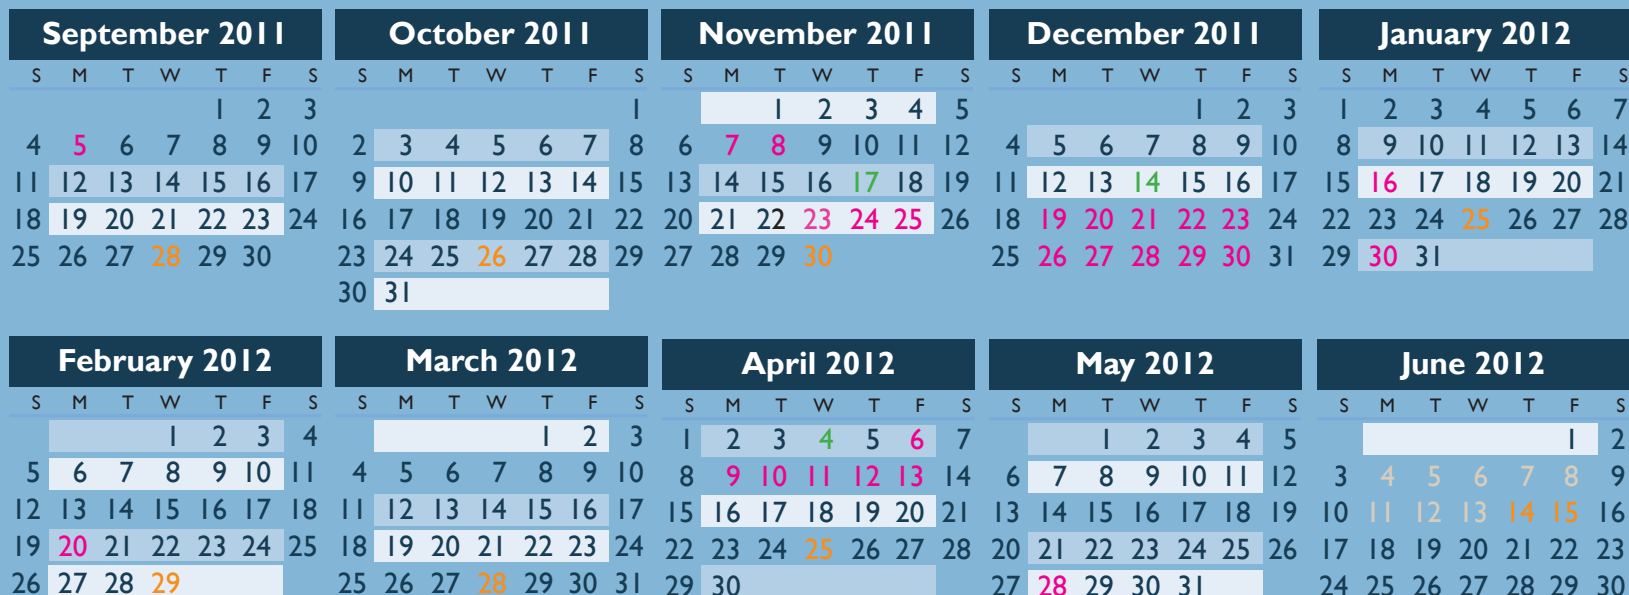 September 2011
S M T W T F S
1 2 3
4 5 6 7 8 9 10
11 12 13 14 15 16 17
18 19 20 21 22 23 24
25 26 27 28 29 30
October 2011
S M T W T F S
1
2 3 4 5 6 7 8
9 10 11 12 13 14 15
16 17 18 19 20 21 22
23 24 25 26 27 28 29
30 31
November 2011
S M T W T F S
1 2 3 4 5
6 7 8 9 10 11 12
13 14 15 16 17 18 19
20 21 22 23 24 25 26
27 28 29 30
December 2011
S M T W T F S
1 2 3
4 5 6 7 8 9 10
11 12 13 14 15 16 17
18 19 20 21 22 23 24
25 26 27 28 29 30 31
January 2012
S M T W T F S
1 2 3 4 5 6 7
8 9 10 11 12 13 14
15 16 17 18 19 20 21
22 23 24 25 26 27 28
29 30 31
February 2012
S M T W T F S
1 2 3 4
5 6 7 8 9 10 11
12 13 14 15 16 17 18
19 20 21 22 23 24 25
26 27 28 29
March 2012
S M T W T F S
1 2 3
4 5 6 7 8 9 10
11 12 13 14 15 16 17
18 19 20 21 22 23 24
25 26 27 28 29 30 31
April 2012
S M T W T F S
1 2 3 4 5 6 7
8 9 10 11 12 13 14
15 16 17 18 19 20 21
22 23 24 25 26 27 28
29 30
May 2012
S M T W T F S
1 2 3 4 5
6 7 8 9 10 11 12
13 14 15 16 17 18 19
20 21 22 23 24 25 26
27 28 29 30 31
June 2012
S M T W T F S
1 2
3 4 5 6 7 8 9
10 11 12 13 14 15 16
17 18 19 20 21 22 23
24 25 26 27 28 29 30